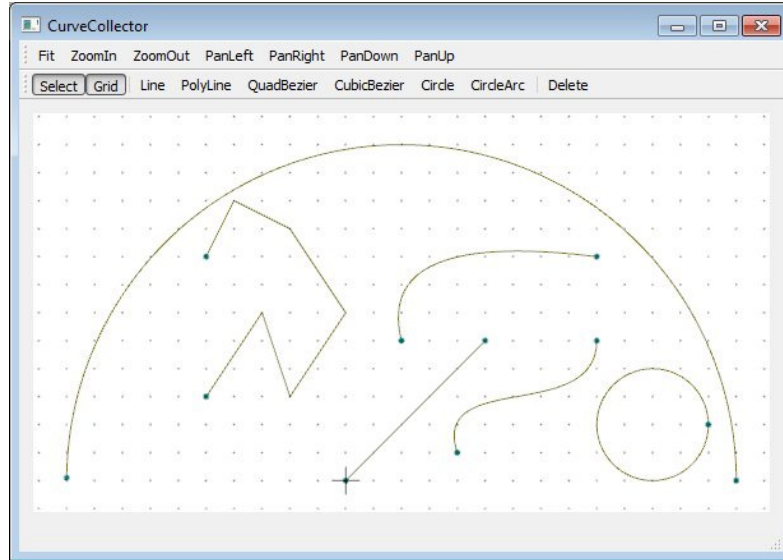 CurveCollector
Fit ZoomIn ZoomOut PanLeft PanRight PanDown PanUp
Select Grid Line PolyLine QuadBezier CubicBezier Circle CircleArc Delete